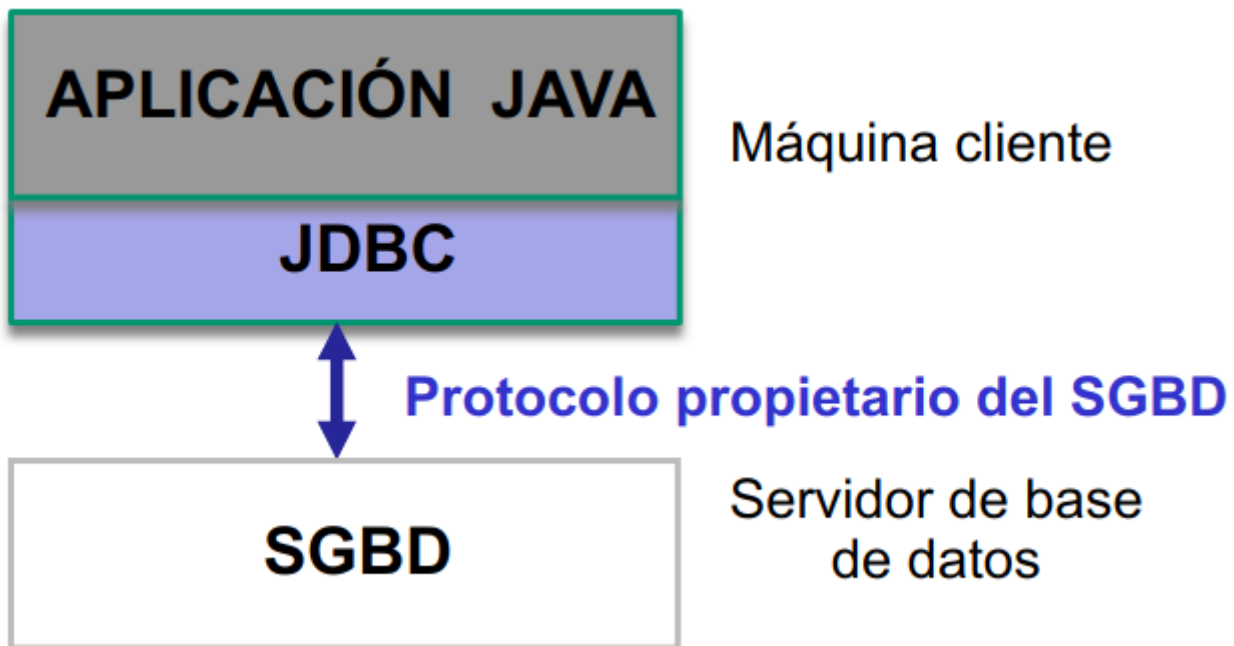 APLICACIÓN JAVA
Máquina cliente
JDBC
Protocolo propietario del SGBD
SGBD
Servidor de base
de datos